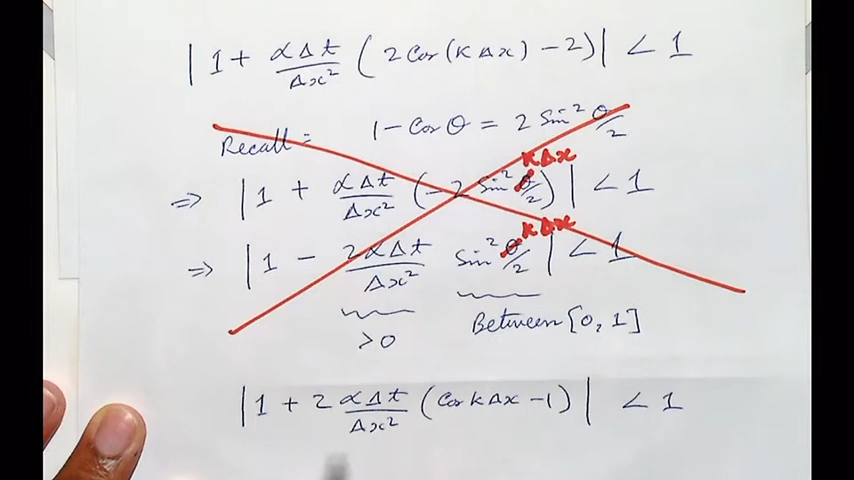 | 1 + αΔt/Δx² ( 2 Cos(KΔx) – 2 ) | < 1
Recall = 1 – Cos θ = 2 Sin² θ/2
KΔx
⇒ | 1 + αΔt/Δx² ( – 2 Sin² θ/2 ) | < 1
KΔx
⇒ | 1 – 2αΔt/Δx² Sin² θ/2 | < 1
> 0 Between [0, 1]
| 1 + 2 αΔt/Δx² ( Cos KΔx – 1 ) | < 1